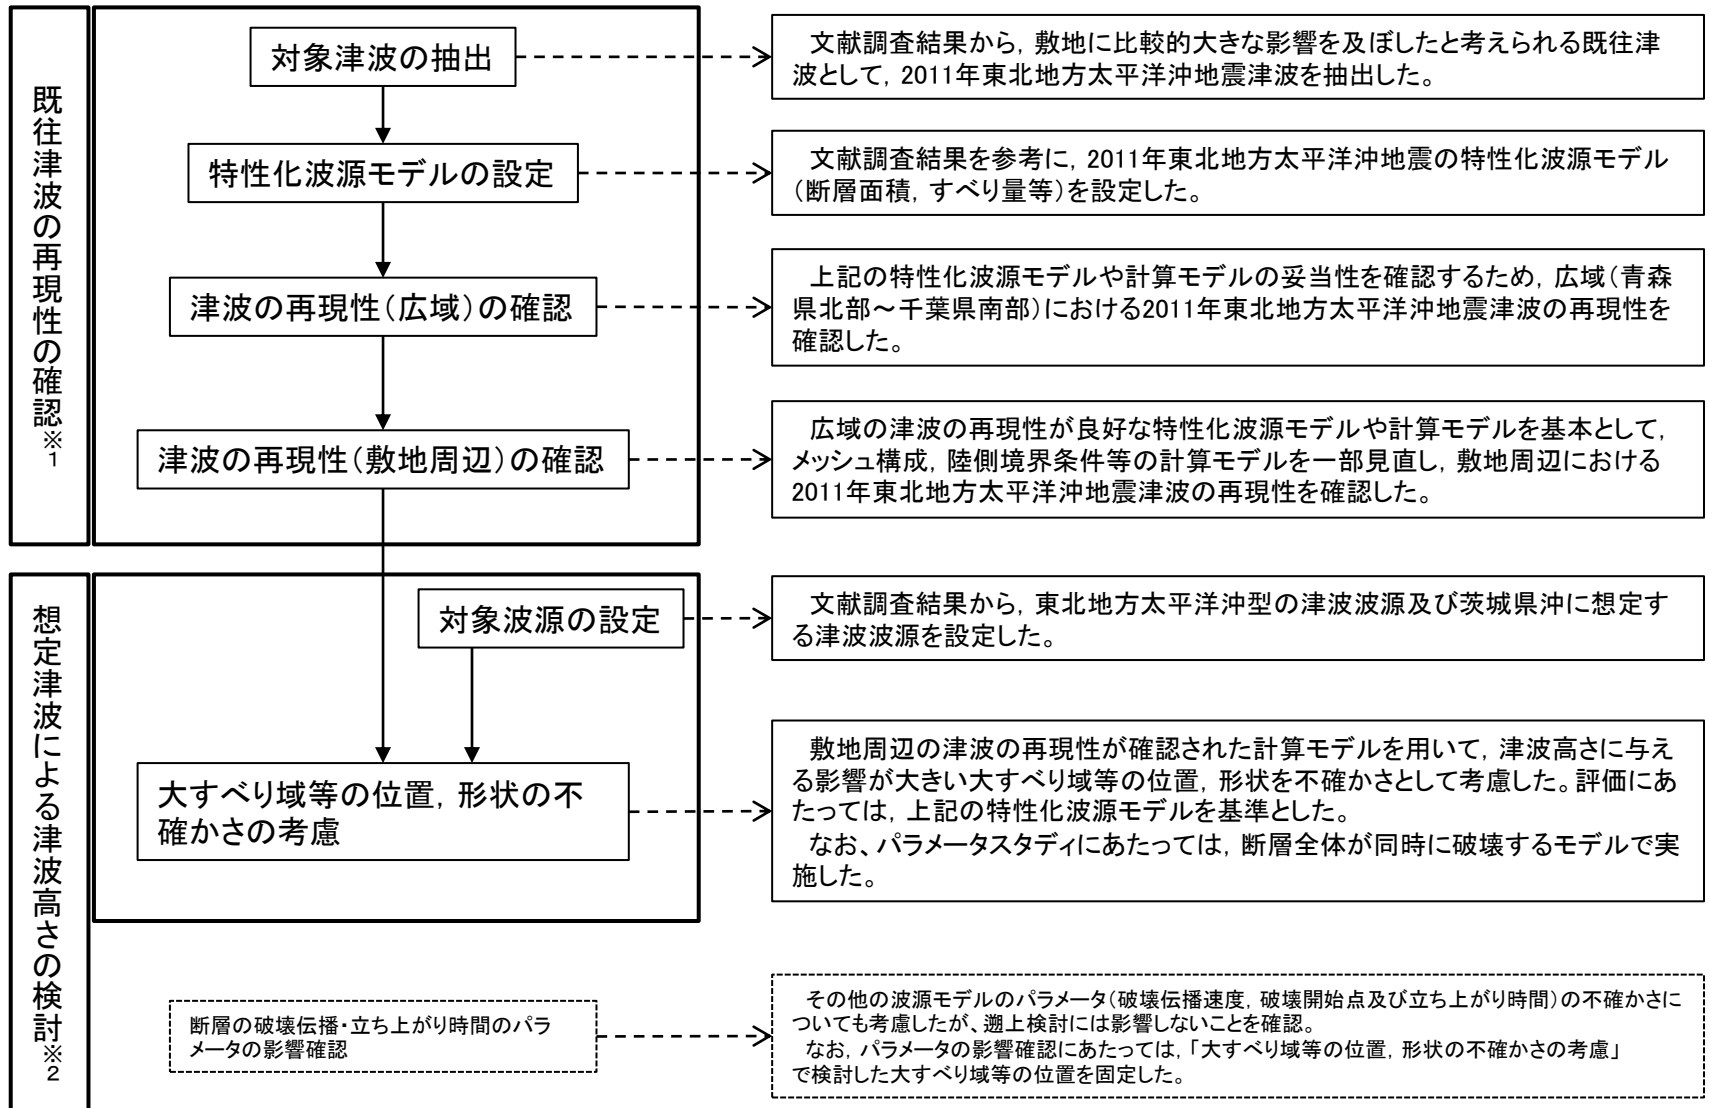 既往津波の再現性の確認※1
対象津波の抽出
文献調査結果から，敷地に比較的大きな影響を及ぼしたと考えられる既往津
波として，2011年東北地方太平洋沖地震津波を抽出した。
特性化波源モデルの設定
文献調査結果を参考に，2011年東北地方太平洋沖地震の特性化波源モデル
（断層面積，すべり量等）を設定した。
津波の再現性（広域）の確認
上記の特性化波源モデルや計算モデルの妥当性を確認するため，広域（青森
県北部～千葉県南部）における2011年東北地方太平洋沖地震津波の再現性を
確認した。
津波の再現性（敷地周辺）の確認
広域の津波の再現性が良好な特性化波源モデルや計算モデルを基本として，
メッシュ構成，陸側境界条件等の計算モデルを一部見直し，敷地周辺における
2011年東北地方太平洋沖地震津波の再現性を確認した。
想定津波による津波高さの検討※2
対象波源の設定
文献調査結果から，東北地方太平洋沖型の津波波源及び茨城県沖に想定す
る津波波源を設定した。
大すべり域等の位置，形状の不
確かさの考慮
敷地周辺の津波の再現性が確認された計算モデルを用いて，津波高さに与え
る影響が大きい大すべり域等の位置，形状を不確かさとして考慮した。評価にあ
たっては，上記の特性化波源モデルを基準とした。
なお、パラメータスタディにあたっては，断層全体が同時に破壊するモデルで実
施した。
断層の破壊伝播・立ち上がり時間のパラ
メータの影響確認
その他の波源モデルのパラメータ（破壊伝播速度，破壊開始点及び立ち上がり時間）の不確かさに
ついても考慮したが、遡上検討には影響しないことを確認。
なお，パラメータの影響確認にあたっては，「大すべり域等の位置，形状の不確かさの考慮」
で検討した大すべり域等の位置を固定した。